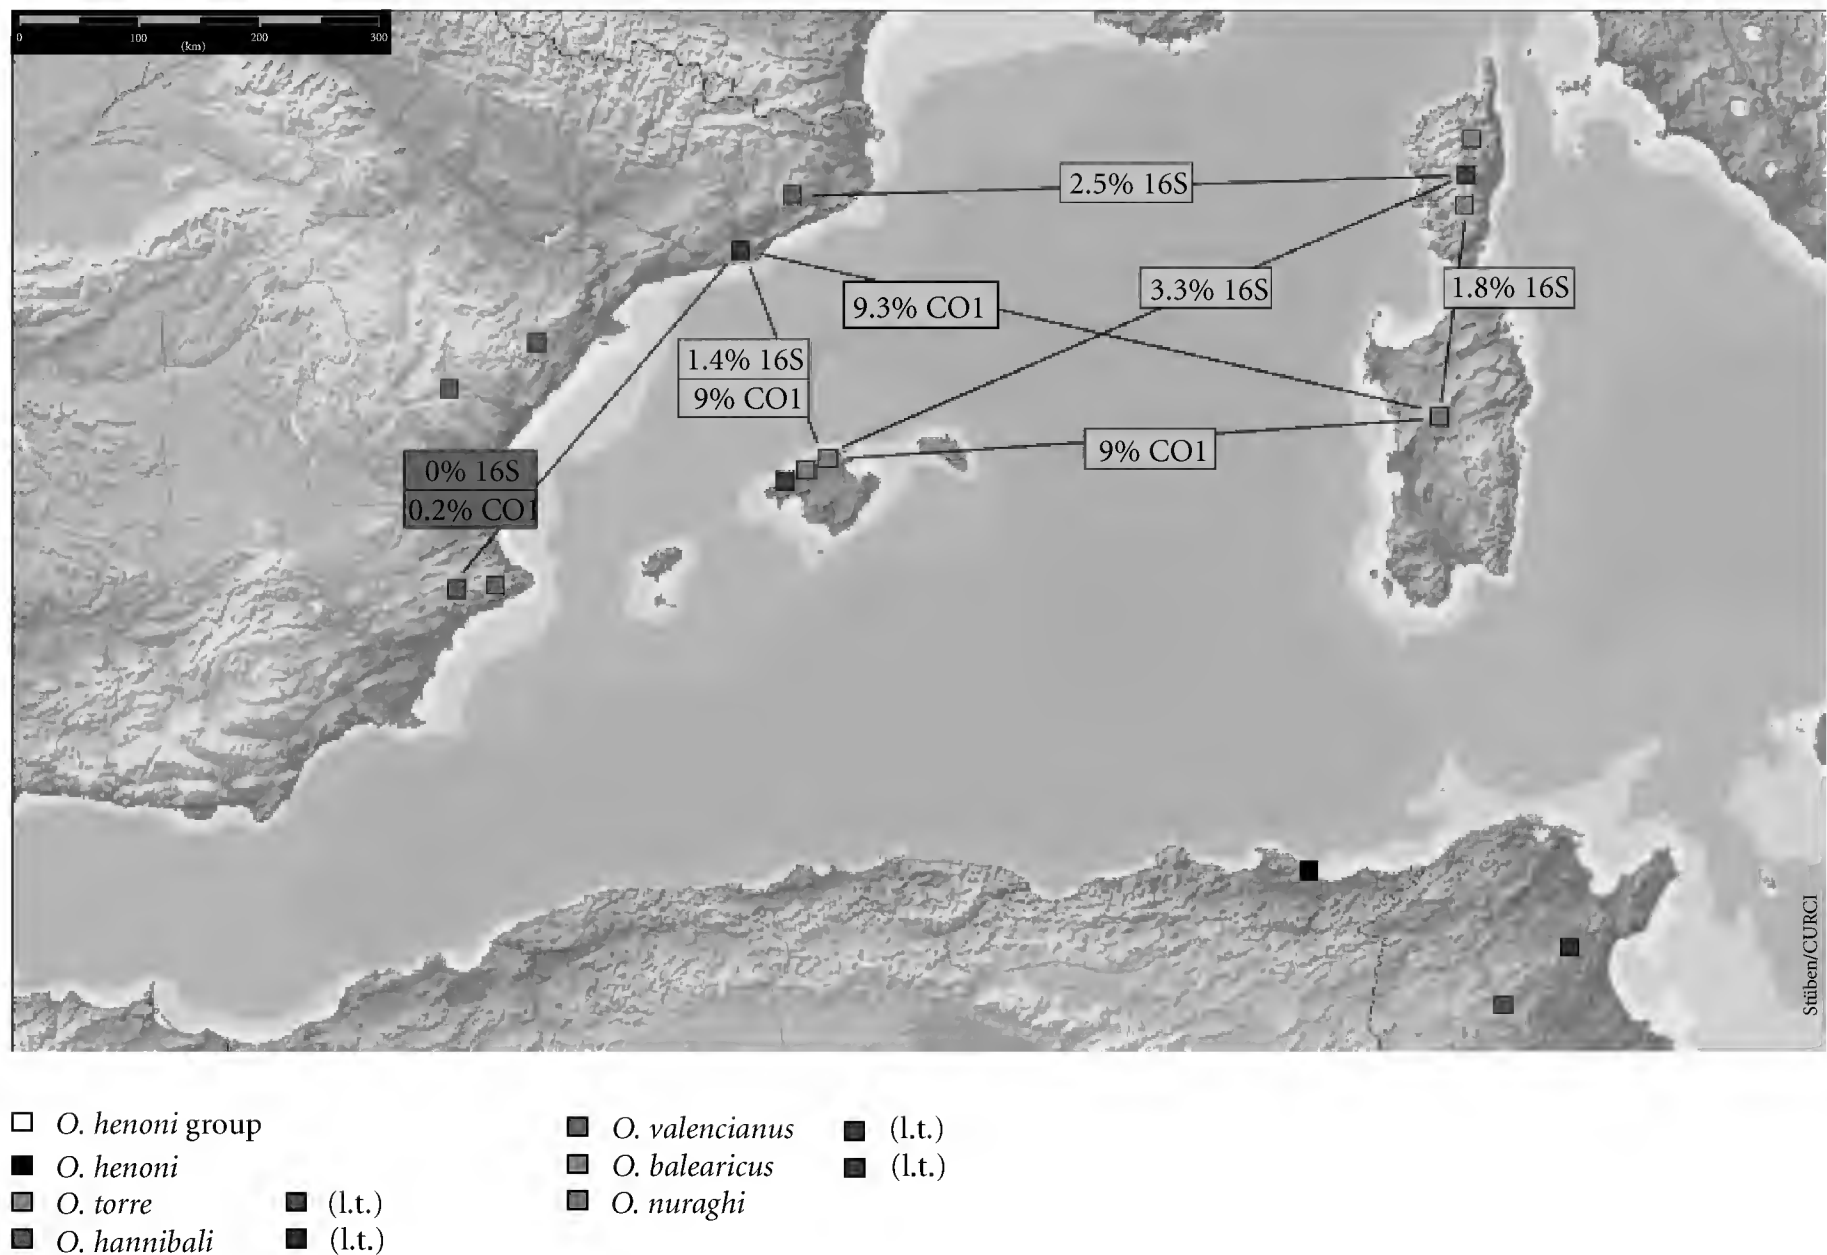 0 100 200 300
(km)
2.5% 16S
9.3% CO1
3.3% 16S
1.8% 16S
1.4% 16S
9% CO1
9% CO1
0% 16S
0.2% CO1
Stüben/CURCI
O. henoni group
O. henoni
O. torre (l.t.)
O. hannibali (l.t.)
O. valencianus (l.t.)
O. balearicus (l.t.)
O. nuraghi